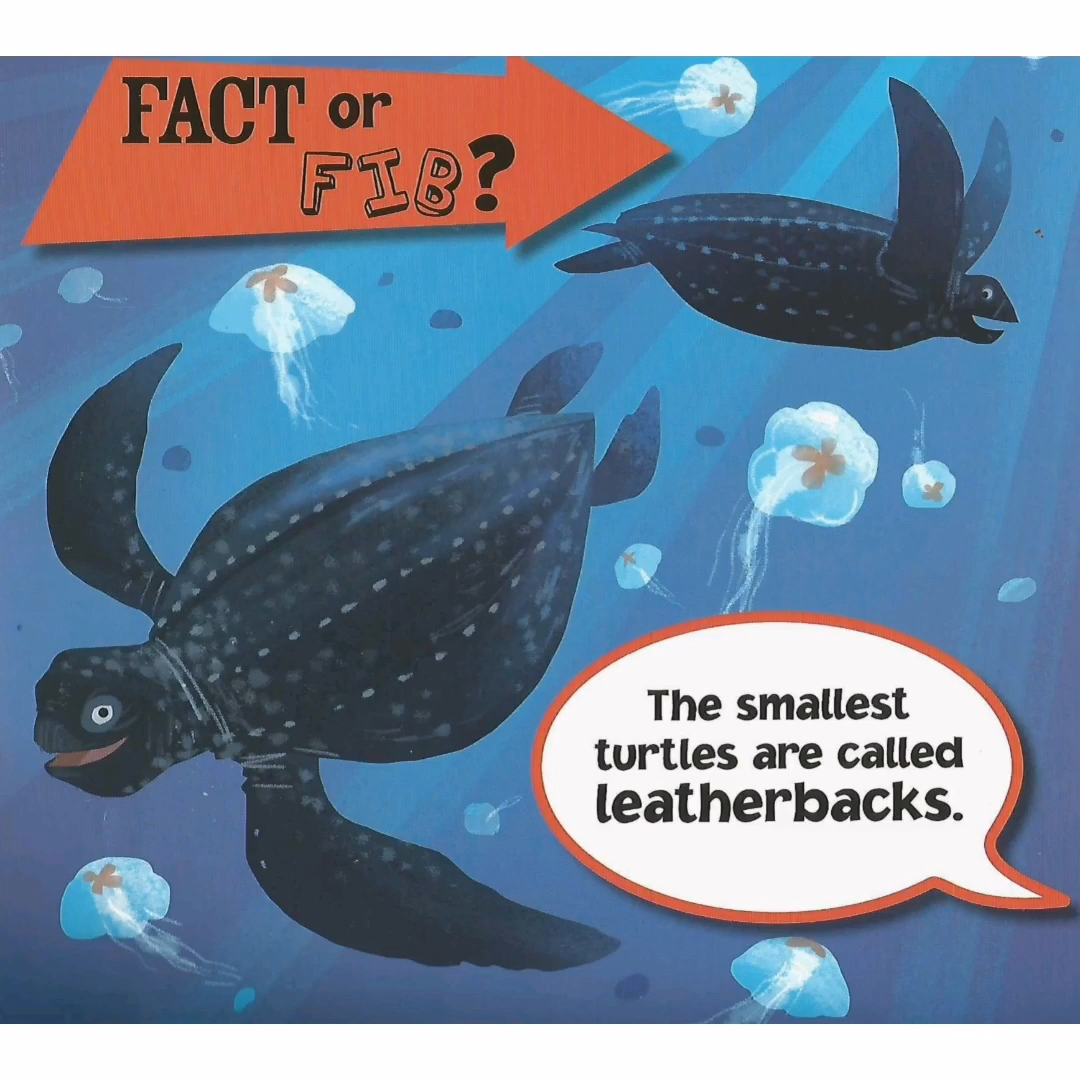 FACT or
FIB?
The smallest
turtles are called
leatherbacks.